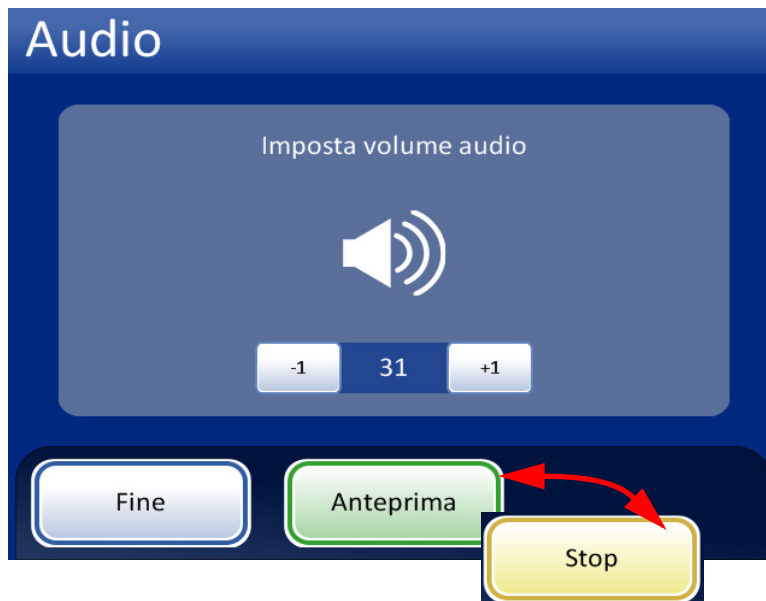 Audio
Imposta volume audio
-1 31 +1
Fine Anteprima
Stop